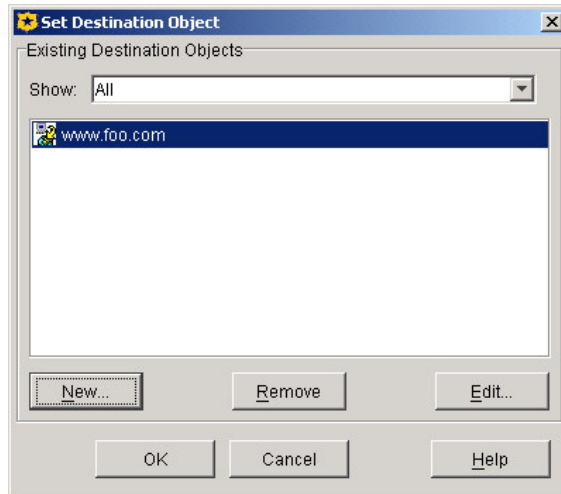 Set Destination Object
Existing Destination Objects
Show: All
www.foo.com
New... Remove Edit...
OK Cancel Help